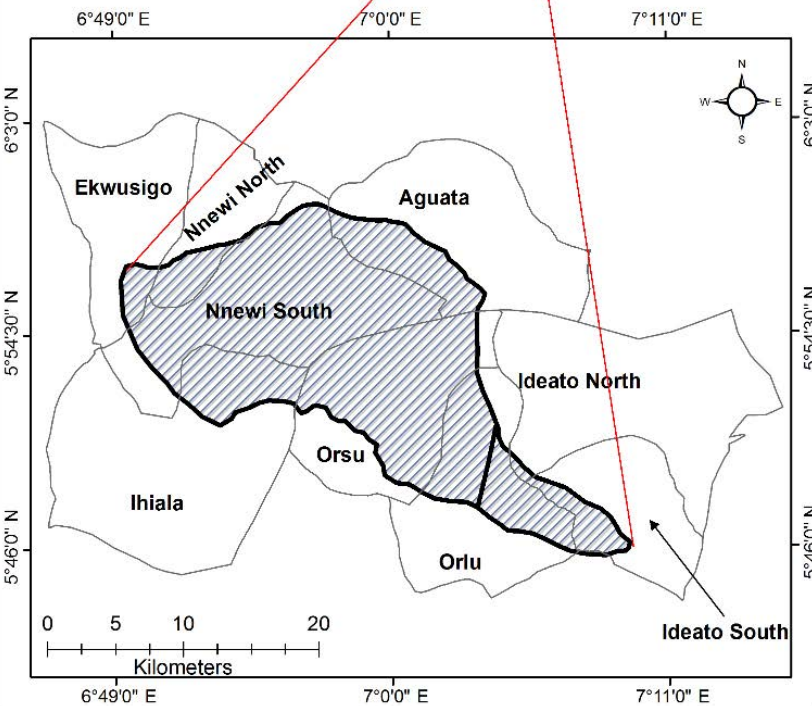 6°49'0" E
7°0'0" E
7°11'0" E
6°3'0" N
6°3'0" N
N
W
E
S
Ekwusigo
Nnewi North
Aguata
Nnewi South
5°54'30" N
5°54'30" N
Ideato North
Orsu
Ihiala
Orlu
5°46'0" N
5°46'0" N
Ideato South
0 5 10 20
Kilometers
6°49'0" E
7°0'0" E
7°11'0" E